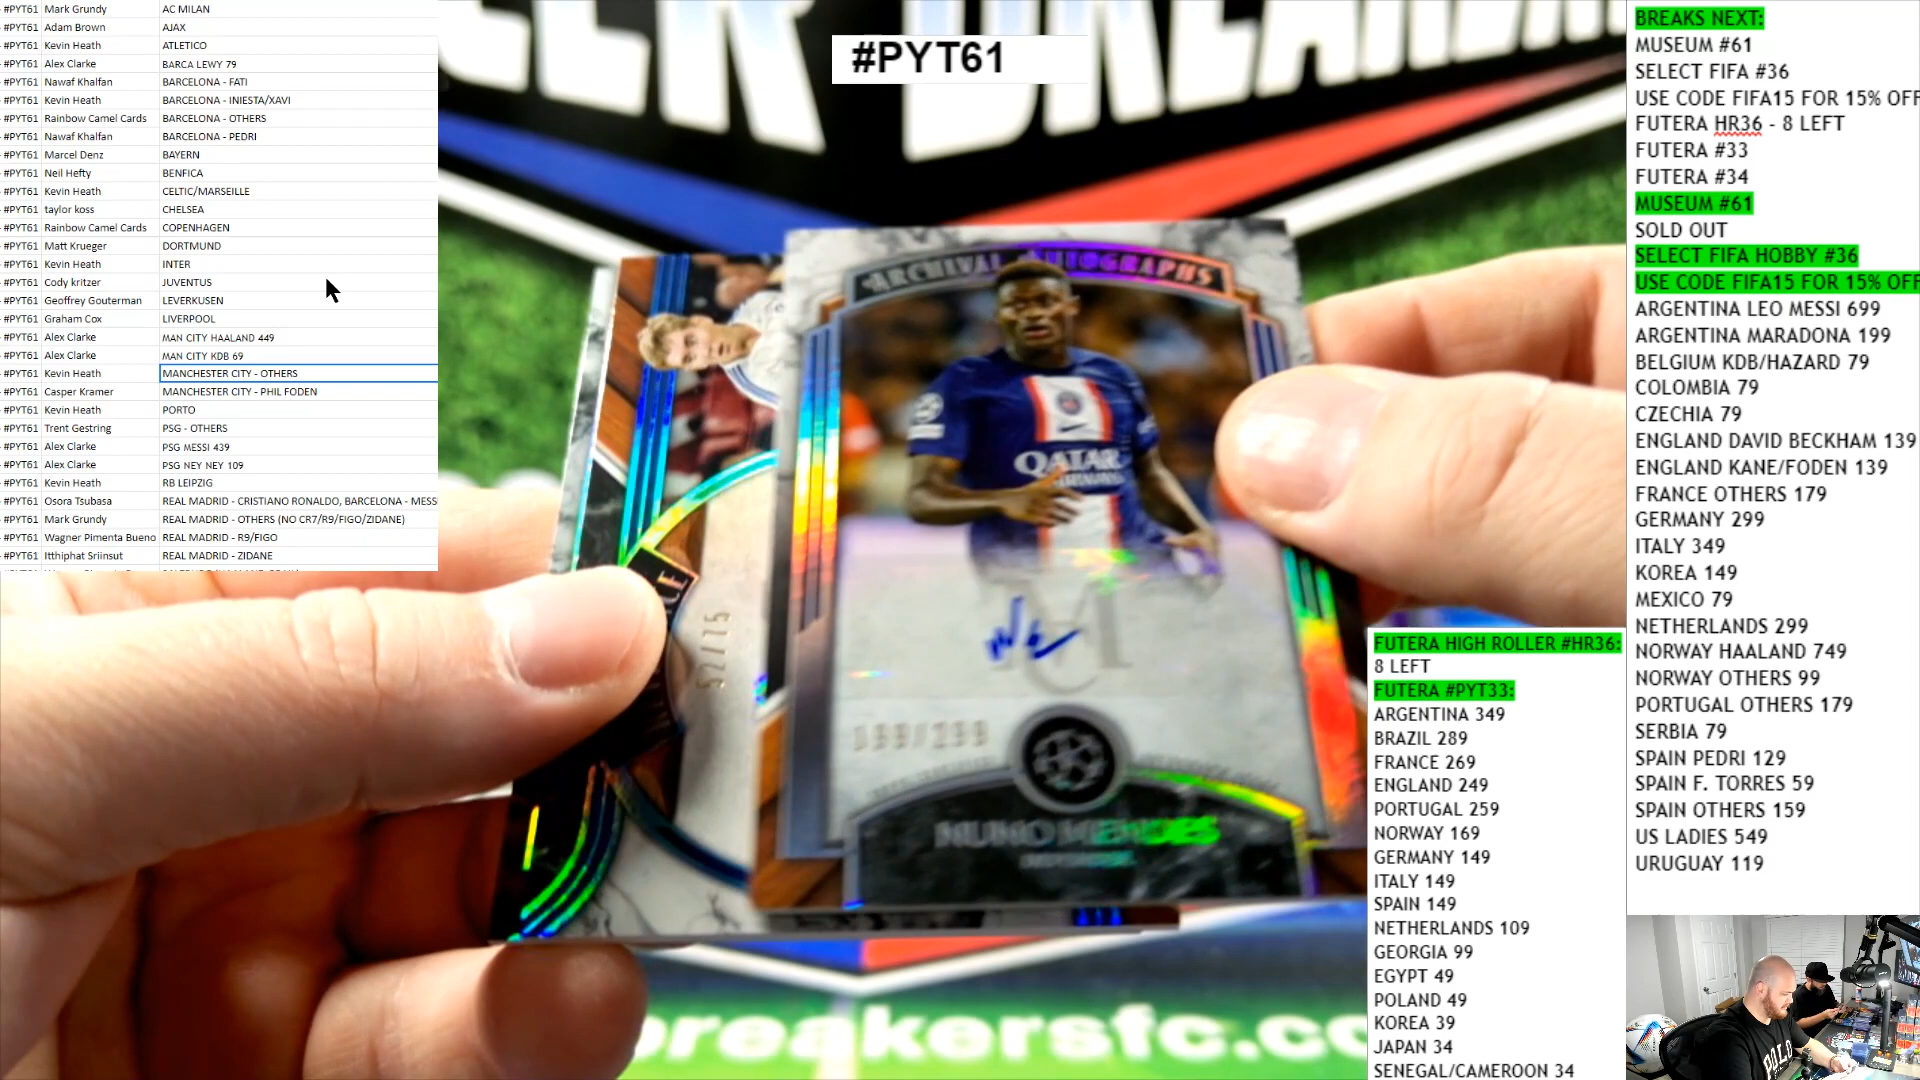 #PYT61 Mark Grundy AC MILAN
#PYT61 Adam Brown AJAX
#PYT61 Kevin Heath ATLETICO
#PYT61 Alex Clarke BARCA LEWY 79
#PYT61 Nawaf Khalfan BARCELONA - FATI
#PYT61 Kevin Heath BARCELONA - INIESTA/XAVI
#PYT61 Rainbow Camel Cards BARCELONA - OTHERS
#PYT61 Nawaf Khalfan BARCELONA - PEDRI
#PYT61 Marcel Denz BAYERN
#PYT61 Neil Hefty BENFICA
#PYT61 Kevin Heath CELTIC/MARSEILLE
#PYT61 taylor koss CHELSEA
#PYT61 Rainbow Camel Cards COPENHAGEN
#PYT61 Matt Krueger DORTMUND
#PYT61 Kevin Heath INTER
#PYT61 Cody kritzer JUVENTUS
#PYT61 Geoffrey Gouterman LEVERKUSEN
#PYT61 Graham Cox LIVERPOOL
#PYT61 Alex Clarke MAN CITY HAALAND 449
#PYT61 Alex Clarke MAN CITY KDB 69
#PYT61 Kevin Heath MANCHESTER CITY - OTHERS
#PYT61 Casper Kramer MANCHESTER CITY - PHIL FODEN
#PYT61 Kevin Heath PORTO
#PYT61 Trent Gestring PSG - OTHERS
#PYT61 Alex Clarke PSG MESSI 439
#PYT61 Alex Clarke PSG NEY NEY 109
#PYT61 Kevin Heath RB LEIPZIG
#PYT61 Osora Tsubasa REAL MADRID - CRISTIANO RONALDO, BARCELONA - MESS
#PYT61 Mark Grundy REAL MADRID - OTHERS (NO CR7/R9/FIGO/ZIDANE)
#PYT61 Wagner Pimenta Bueno REAL MADRID - R9/FIGO
#PYT61 Itthiphat Sriinsut REAL MADRID - ZIDANE
#PYT61
ARCHIVAL AUTOGRAPHS
QATAR
AIRWAYS
199/299
NUNO MENDES
52/75
breakersfc.co
BREAKS NEXT:
MUSEUM #61
SELECT FIFA #36
USE CODE FIFA15 FOR 15% OFF
FUTERA HR36 - 8 LEFT
FUTERA #33
FUTERA #34
MUSEUM #61
SOLD OUT
SELECT FIFA HOBBY #36
USE CODE FIFA15 FOR 15% OFF
ARGENTINA LEO MESSI 699
ARGENTINA MARADONA 199
BELGIUM KDB/HAZARD 79
COLOMBIA 79
CZECHIA 79
ENGLAND DAVID BECKHAM 139
ENGLAND KANE/FODEN 139
FRANCE OTHERS 179
GERMANY 299
ITALY 349
KOREA 149
MEXICO 79
NETHERLANDS 299
NORWAY HAALAND 749
NORWAY OTHERS 99
PORTUGAL OTHERS 179
SERBIA 79
SPAIN PEDRI 129
SPAIN F. TORRES 59
SPAIN OTHERS 159
US LADIES 549
URUGUAY 119
FUTERA HIGH ROLLER #HR36:
8 LEFT
FUTERA #PYT33:
ARGENTINA 349
BRAZIL 289
FRANCE 269
ENGLAND 249
PORTUGAL 259
NORWAY 169
GERMANY 149
ITALY 149
SPAIN 149
NETHERLANDS 109
GEORGIA 99
EGYPT 49
POLAND 49
KOREA 39
JAPAN 34
SENEGAL/CAMEROON 34
POLO